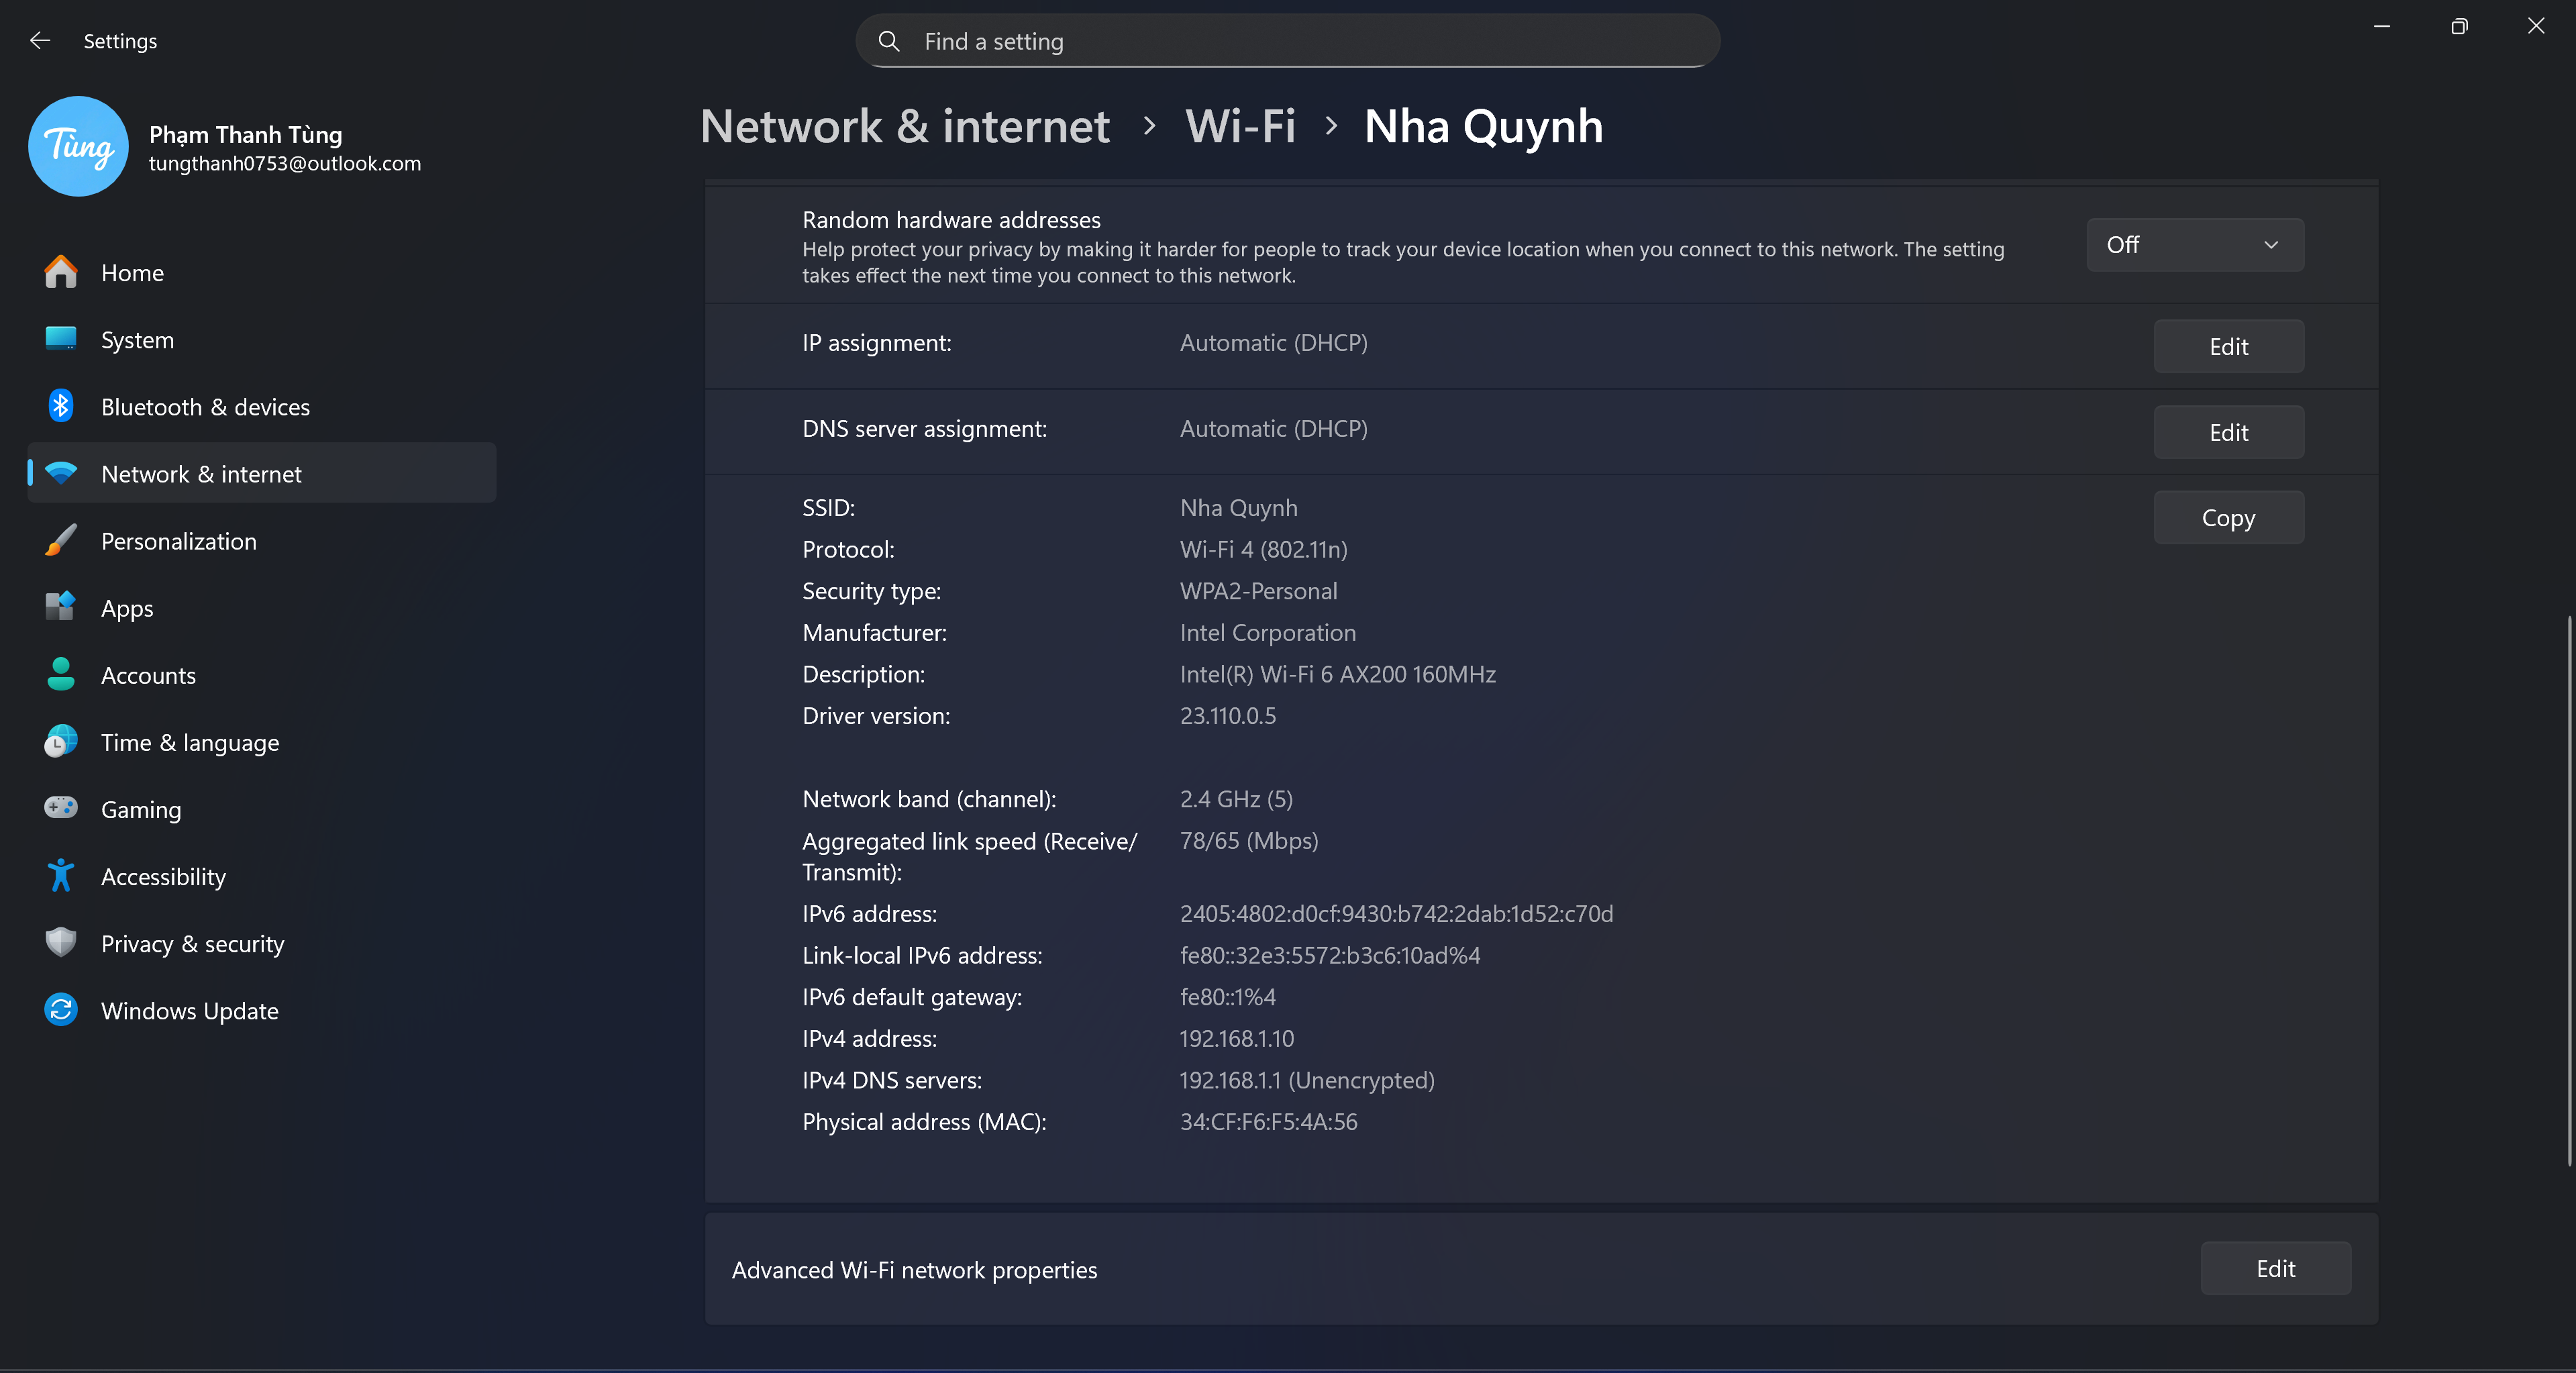 Settings
Find a setting
Tùng
Phạm Thanh Tùng
tungthanh0753@outlook.com
Home
System
Bluetooth & devices
Network & internet
Personalization
Apps
Accounts
Time & language
Gaming
Accessibility
Privacy & security
Windows Update
Network & internet > Wi-Fi > Nha Quynh
Random hardware addresses
Help protect your privacy by making it harder for people to track your device location when you connect to this network. The setting
takes effect the next time you connect to this network.
Off
IP assignment: Automatic (DHCP) Edit
DNS server assignment: Automatic (DHCP) Edit
SSID: Nha Quynh Copy
Protocol: Wi-Fi 4 (802.11n)
Security type: WPA2-Personal
Manufacturer: Intel Corporation
Description: Intel(R) Wi-Fi 6 AX200 160MHz
Driver version: 23.110.0.5
Network band (channel): 2.4 GHz (5)
Aggregated link speed (Receive/ 78/65 (Mbps)
Transmit):
IPv6 address: 2405:4802:d0cf:9430:b742:2dab:1d52:c70d
Link-local IPv6 address: fe80::32e3:5572:b3c6:10ad%4
IPv6 default gateway: fe80::1%4
IPv4 address: 192.168.1.10
IPv4 DNS servers: 192.168.1.1 (Unencrypted)
Physical address (MAC): 34:CF:F6:F5:4A:56
Advanced Wi-Fi network properties Edit